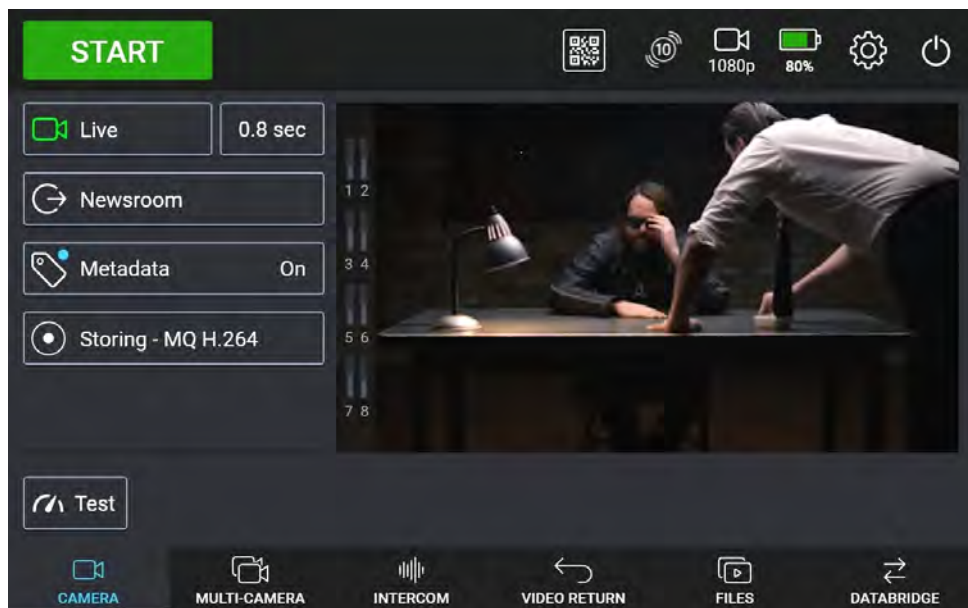 START
10
1080p
80%
Live
0.8 sec
Newsroom
Metadata
On
Storing - MQ H.264
1 2
3 4
5 6
7 8
Test
CAMERA
MULTI-CAMERA
INTERCOM
VIDEO RETURN
FILES
DATABRIDGE